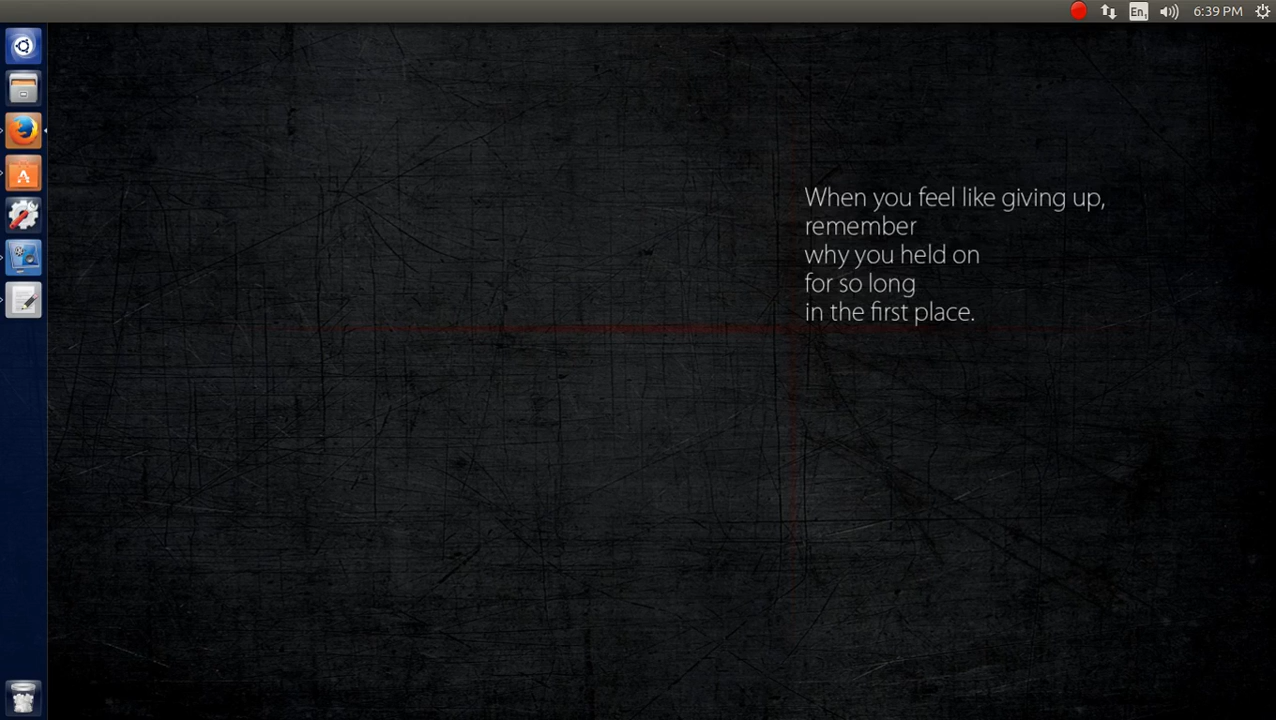 En₁
6:39 PM
When you feel like giving up,
remember
why you held on
for so long
in the first place.